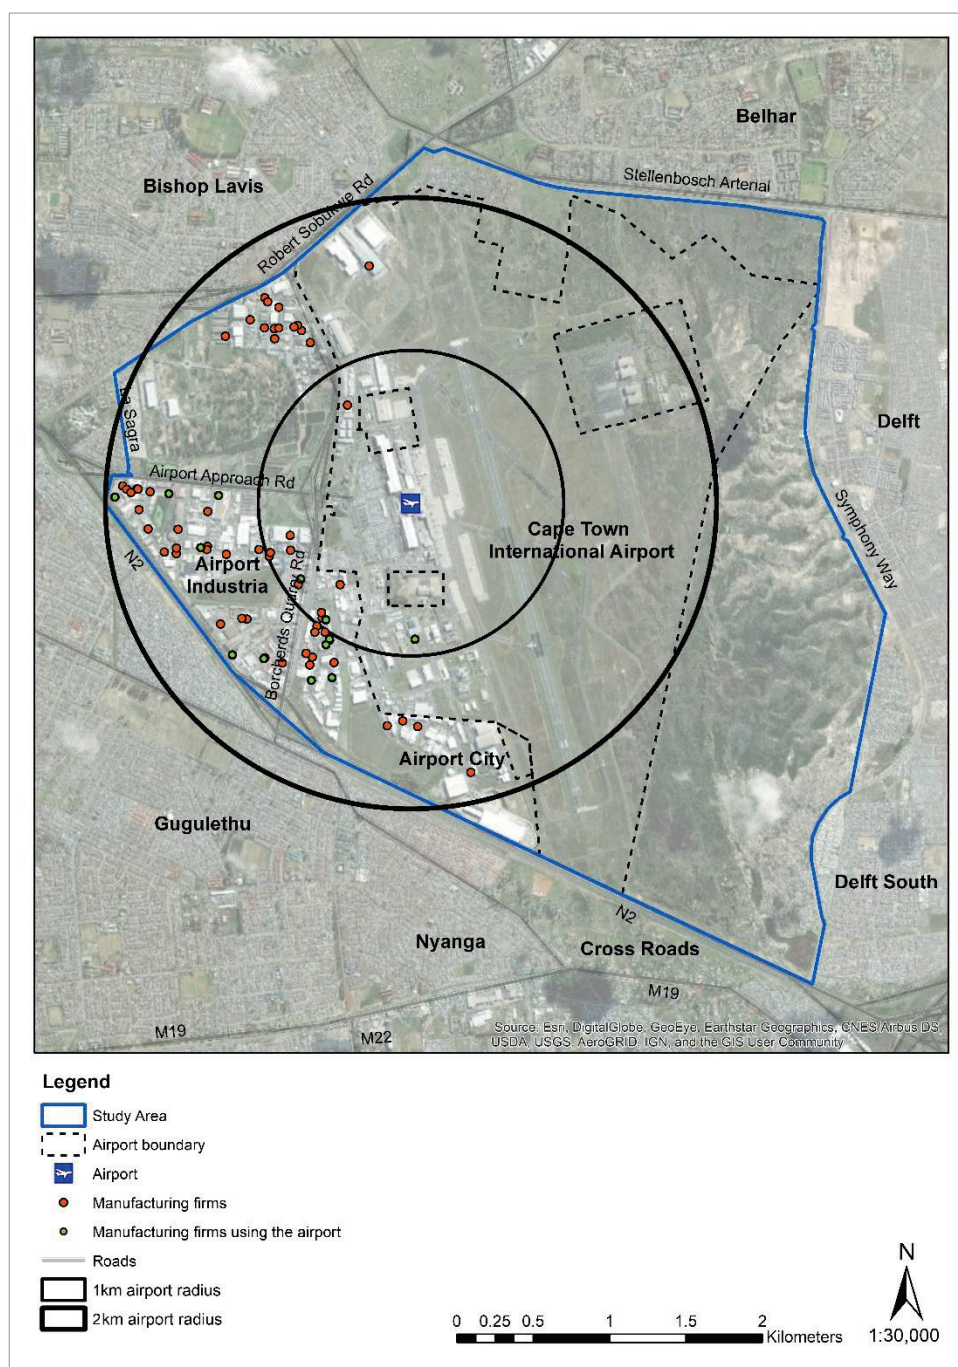 Belhar
Stellenbosch Arterial
Bishop Lavis
Robert Sobukwe Rd
La Sagra
Delft
Airport Approach Rd
Cape Town
International Airport
Symphony Way
N2
Airport
Industria
Borcherds Quarry Rd
Airport City
Gugulethu
Delft South
N2
Nyanga
Cross Roads
M19
M19
M22
Source: Esri, DigitalGlobe, GeoEye, Earthstar Geographics, CNES/Airbus DS,
USDA, USGS, AeroGRID, IGN, and the GIS User Community
Legend
Study Area
Airport boundary
Airport
Manufacturing firms
Manufacturing firms using the airport
Roads
1km airport radius
2km airport radius
N
0 0.25 0.5 1 1.5 2
Kilometers
1:30,000